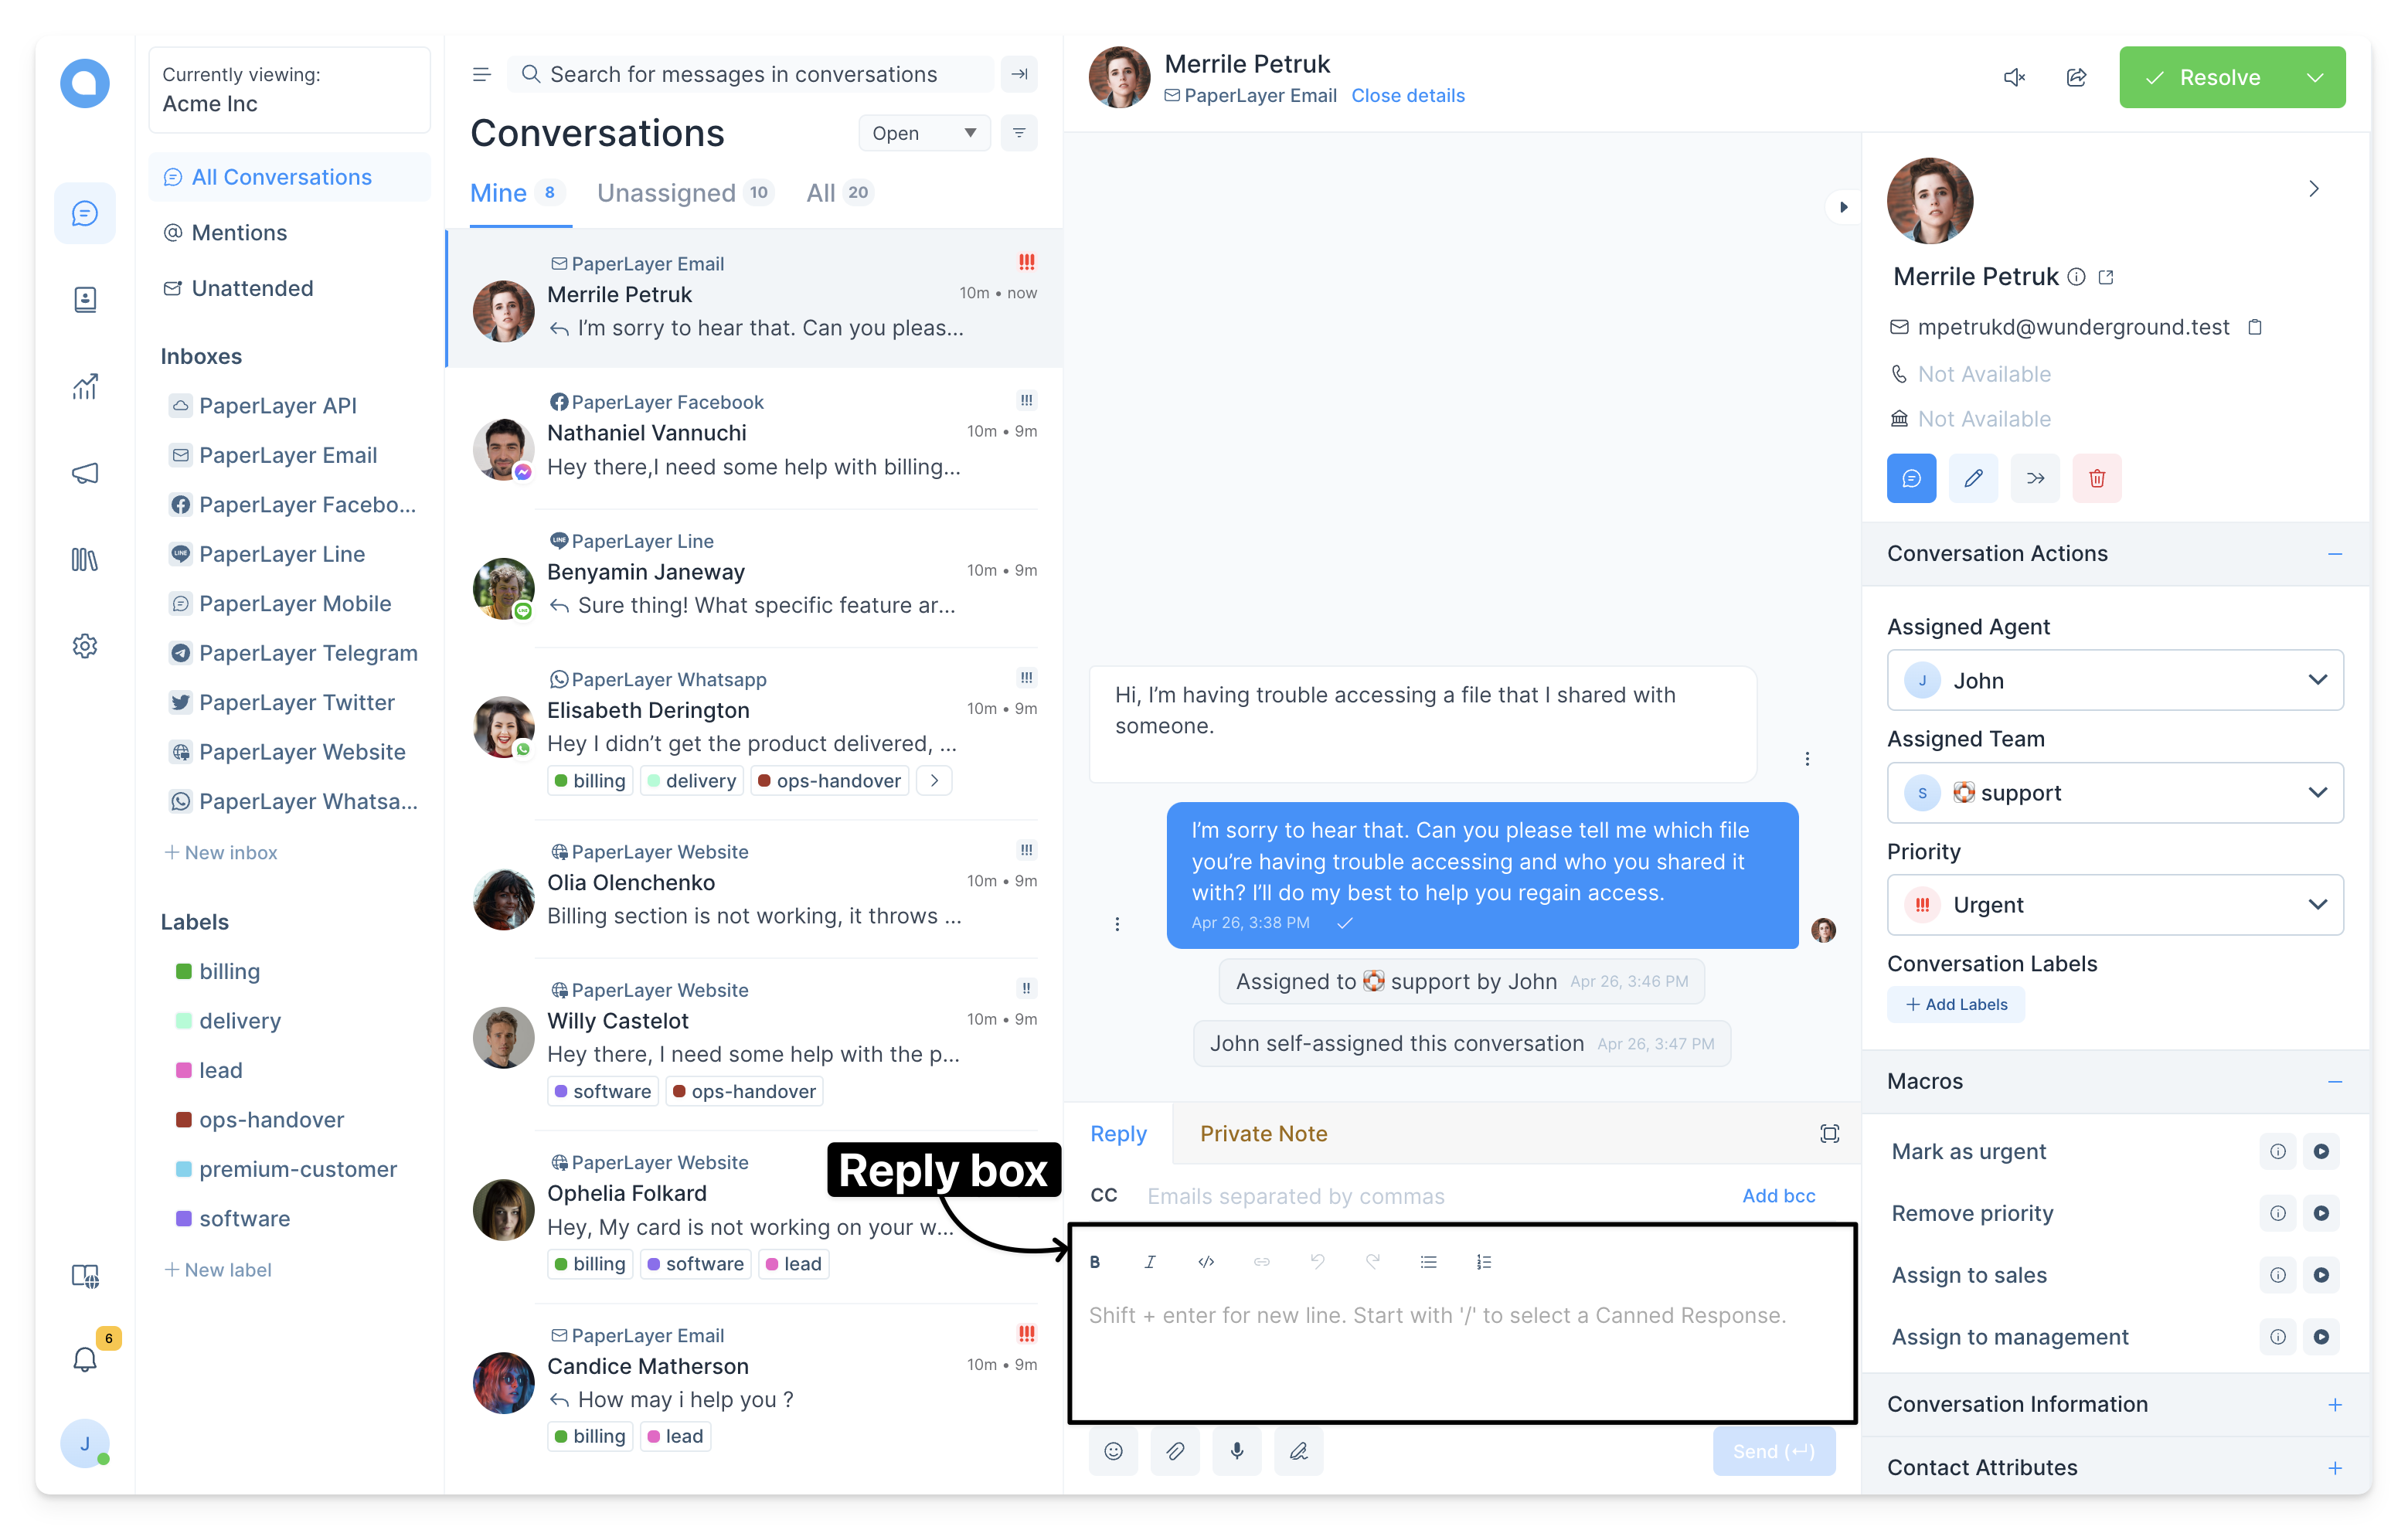 Currently viewing:
Acme Inc
All Conversations
Mentions
Unattended
Inboxes
PaperLayer API
PaperLayer Email
PaperLayer Facebo...
PaperLayer Line
PaperLayer Mobile
PaperLayer Telegram
PaperLayer Twitter
PaperLayer Website
PaperLayer Whatsa...
+ New inbox
Labels
billing
delivery
lead
ops-handover
premium-customer
software
+ New label
6
J
Search for messages in conversations
Conversations
Open
Mine 8 Unassigned 10 All 20
PaperLayer Email
Merrile Petruk
10m • now
I'm sorry to hear that. Can you pleas...
PaperLayer Facebook
Nathaniel Vannuchi
10m • 9m
Hey there,I need some help with billing...
PaperLayer Line
Benyamin Janeway
10m • 9m
Sure thing! What specific feature ar...
PaperLayer Whatsapp
Elisabeth Derington
10m • 9m
Hey I didn't get the product delivered, ...
billing delivery ops-handover
PaperLayer Website
Olia Olenchenko
10m • 9m
Billing section is not working, it throws ...
PaperLayer Website
Willy Castelot
10m • 9m
Hey there, I need some help with the p...
software ops-handover
PaperLayer Website
Ophelia Folkard
Hey, My card is not working on your w...
billing software lead
PaperLayer Email
Candice Matherson
10m • 9m
How may i help you ?
billing lead
Reply box
Merrile Petruk
PaperLayer Email Close details
Resolve
Hi, I'm having trouble accessing a file that I shared with
someone.
I'm sorry to hear that. Can you please tell me which file
you're having trouble accessing and who you shared it
with? I'll do my best to help you regain access.
Apr 26, 3:38 PM
Assigned to support by John Apr 26, 3:46 PM
John self-assigned this conversation Apr 26, 3:47 PM
Reply Private Note
CC Emails separated by commas Add bcc
B I
Shift + enter for new line. Start with '/' to select a Canned Response.
Send (↵)
Merrile Petruk
mpetrukd@wunderground.test
Not Available
Not Available
Conversation Actions
Assigned Agent
J John
Assigned Team
S support
Priority
!!! Urgent
Conversation Labels
+ Add Labels
Macros
Mark as urgent
Remove priority
Assign to sales
Assign to management
Conversation Information
Contact Attributes